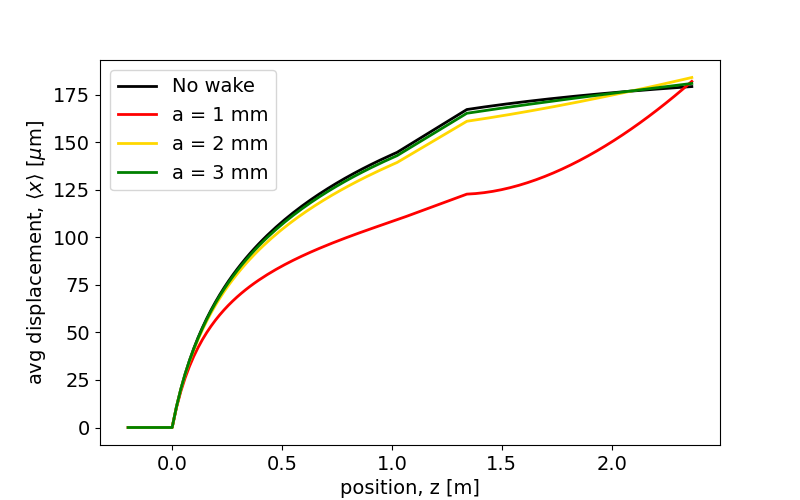 No wake
a = 1 mm
a = 2 mm
a = 3 mm
175
150
125
100
75
50
25
0
avg displacement, ⟨x⟩ [μm]
0.0 0.5 1.0 1.5 2.0
position, z [m]